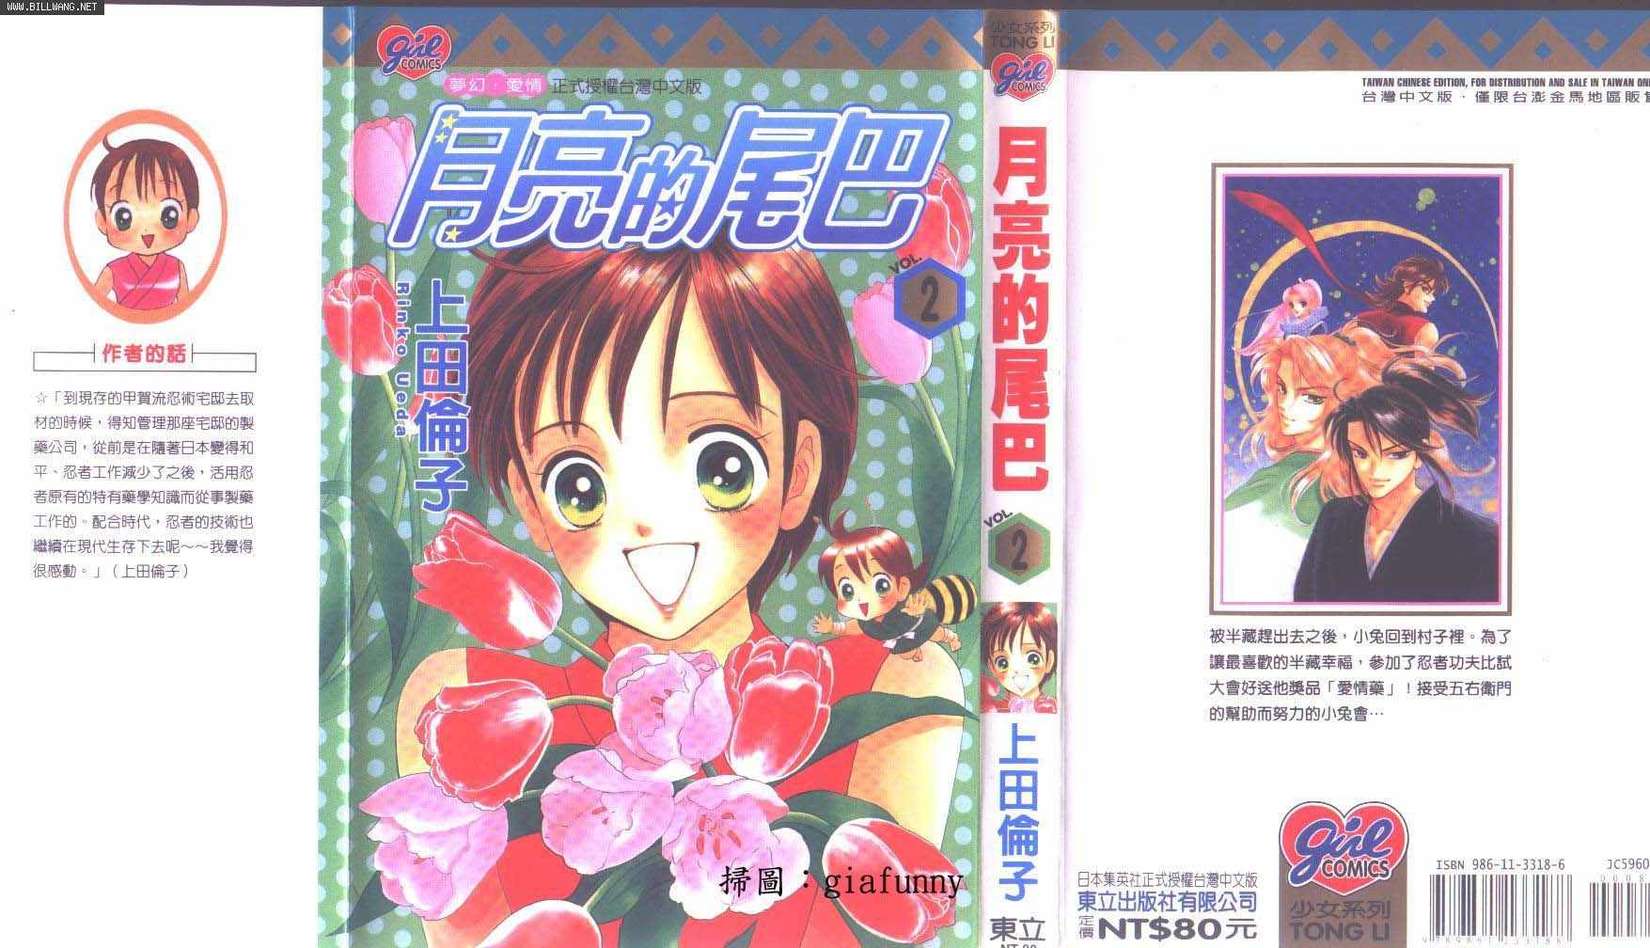 WWW.BILLWANG.NET
作者的話
☆「到現存的甲賀流忍術宅邸去取
材的時候，得知管理那座宅邸的製
藥公司，從前是在隨著日本變得和
平、忍者工作減少了之後，活用忍
者原有的特有藥學知識而從事製藥
工作的。配合時代，忍者的技術也
繼續在現代生存下去呢～～我覺得
很感動。」（上田倫子）
girl
COMICS
夢幻・愛情 正式授權台灣中文版
月亮的尾巴
VOL.
2
上田倫子
Rinko Ueda
掃圖：giafunny
少女系列
TONG LI
girl
COMICS
月亮的尾巴
VOL.
2
上田倫子
東立
TAIWAN CHINESE EDITION, FOR DISTRIBUTION AND SALE IN TAIWAN
台灣中文版・僅限台澎金馬地區販
被半藏趕出去之後，小兔回到村子裡。為了
讓最喜歡的半藏幸福，參加了忍者功夫比試
大會好送他獎品「愛情藥」！接受五右衛門
的幫助而努力的小兔會…
日本集英社正式授權台灣中文版
東立出版社有限公司
定價 NT$80元
girl
COMICS
少女系列
TONG LI
ISBN 986-11-3318-6
JC5960